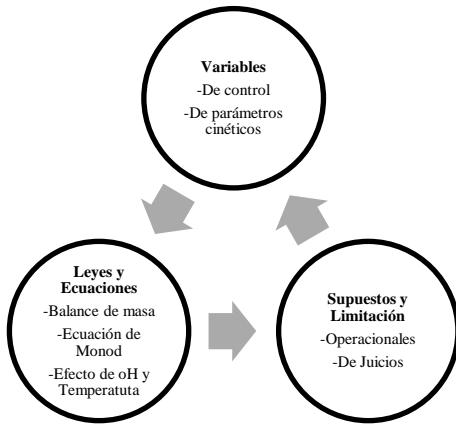 Variables
-De control
-De parámetros
cinéticos
Leyes y
Ecuaciones
-Balance de masa
-Ecuación de
Monod
-Efecto de oH y
Temperatuta
Supuestos y
Limitación
-Operacionales
-De Juicios